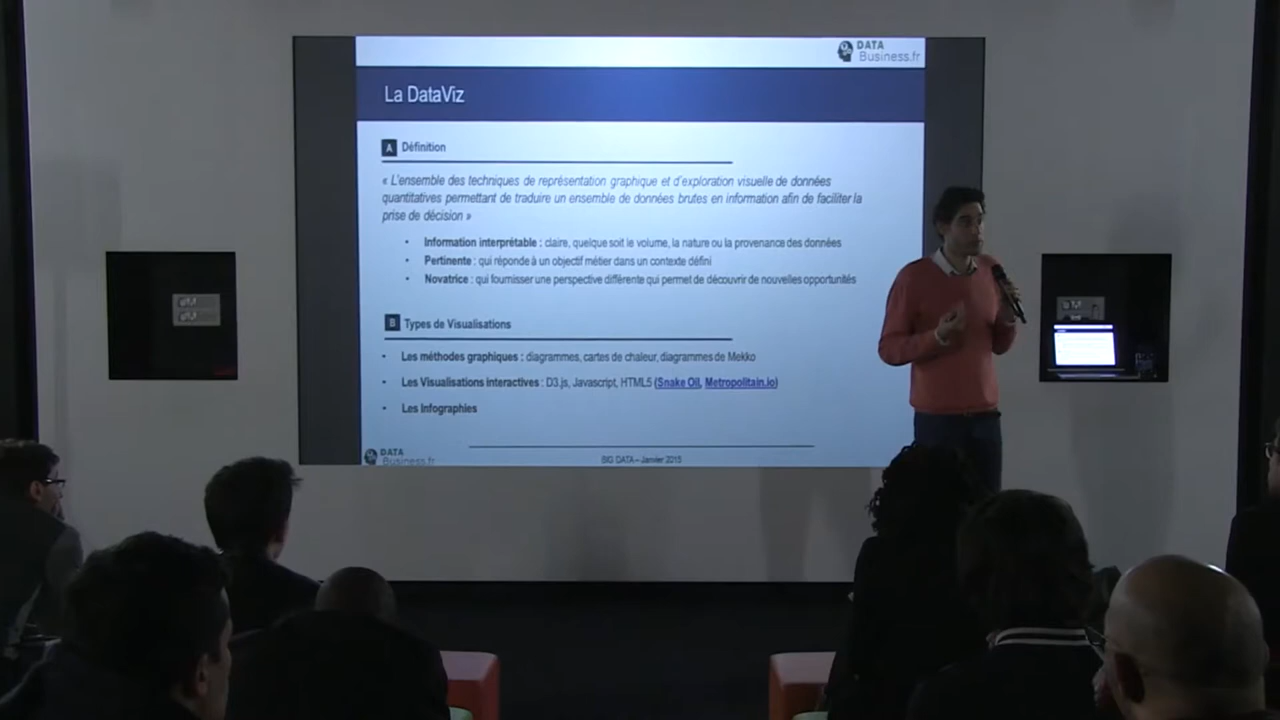 DATA
Business.fr
La DataViz
A Définition
« L'ensemble des techniques de représentation graphique et d'exploration visuelle de données
quantitatives permettant de traduire un ensemble de données brutes en information afin de faciliter la
prise de décision »
• Information interprétable : claire, quelque soit le volume, la nature ou la provenance des données
• Pertinente : qui réponde à un objectif métier dans un contexte défini
• Novatrice : qui fournisser une perspective différente qui permet de découvrir de nouvelles opportunités
B Types de Visualisations
• Les méthodes graphiques : diagrammes, cartes de chaleur, diagrammes de Mekko
• Les Visualisations interactives : D3.js, Javascript, HTML5 (Snake Oil, Metropolitain.io)
• Les Infographies
DATA
Business.fr
BIG DATA – Janvier 2015